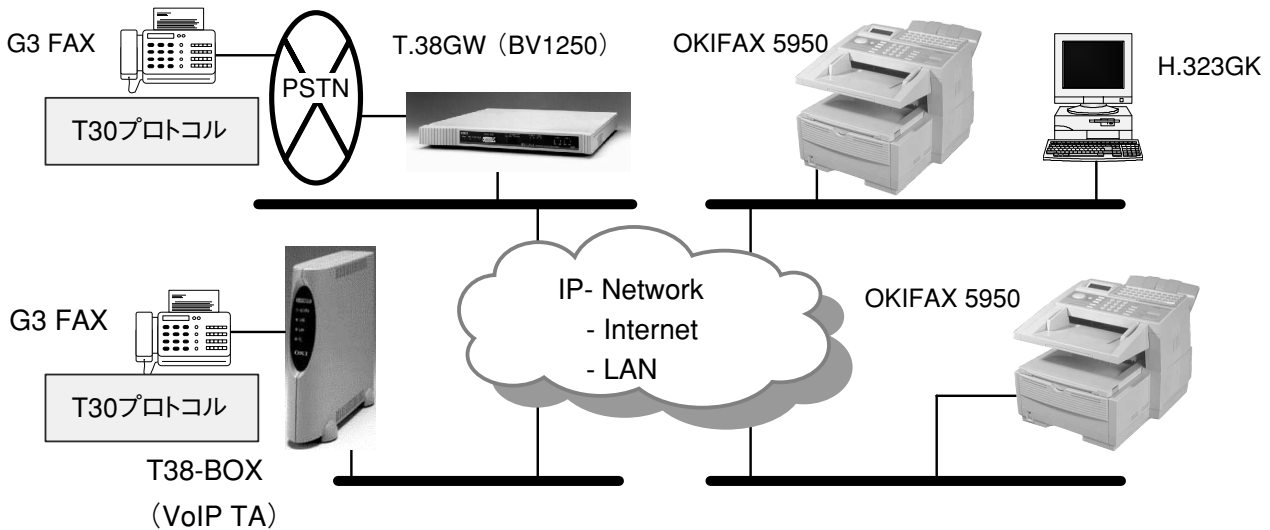 G3 FAX
T30プロトコル
PSTN
T.38GW（BV1250）
OKIFAX 5950
H.323GK
G3 FAX
T30プロトコル
T38-BOX
（VoIP TA）
IP- Network
- Internet
- LAN
OKIFAX 5950